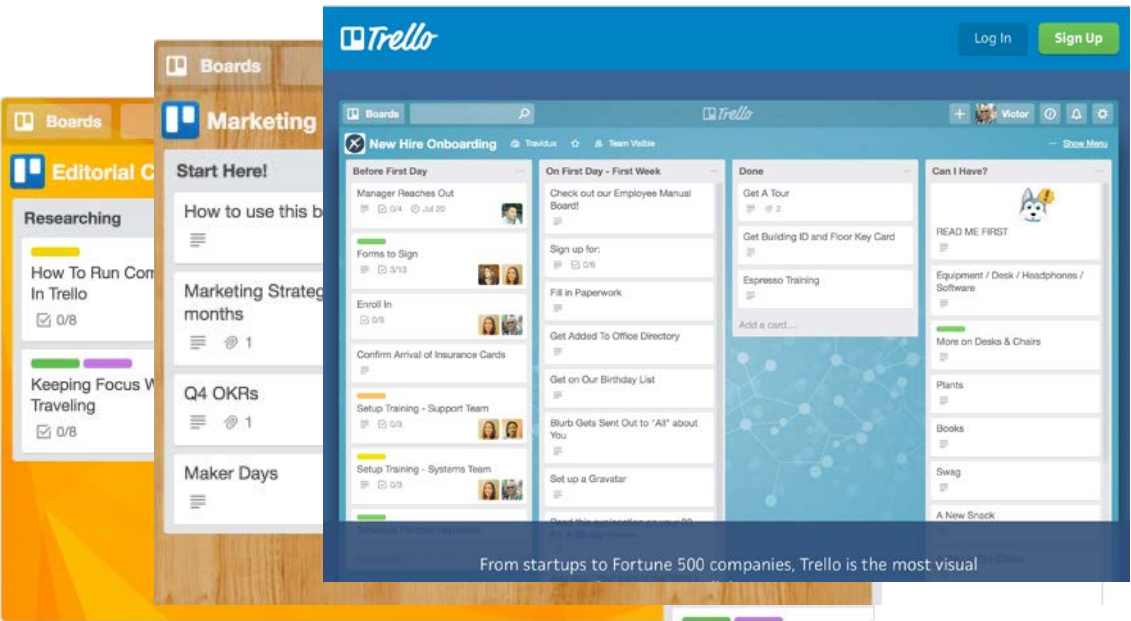 Trello
Log In
Sign Up
Boards
Trello
Victor
New Hire Onboarding
Travidux
Team Visible
Show Menu
Before First Day
Manager Reaches Out
0/4
Jul 20
Forms to Sign
3/13
Enroll In
0/5
Confirm Arrival of Insurance Cards
Setup Training - Support Team
0/3
Setup Training - Systems Team
0/3
On First Day - First Week
Check out our Employee Manual
Board!
Sign up for:
0/6
Fill in Paperwork
Get Added To Office Directory
Get on Our Birthday List
Blurb Gets Sent Out to "All" about
You
Set up a Gravatar
Done
Get A Tour
2
Get Building ID and Floor Key Card
Espresso Training
Add a card...
Can I Have?
READ ME FIRST
Equipment / Desk / Headphones /
Software
More on Desks & Chairs
Plants
Books
Swag
A New Snack
From startups to Fortune 500 companies, Trello is the most visual
Boards
Marketing
Start Here!
How to use this b
Marketing Strateg
months
1
Q4 OKRs
1
Maker Days
Boards
Editorial C
Researching
How To Run Com
In Trello
0/8
Keeping Focus W
Traveling
0/8